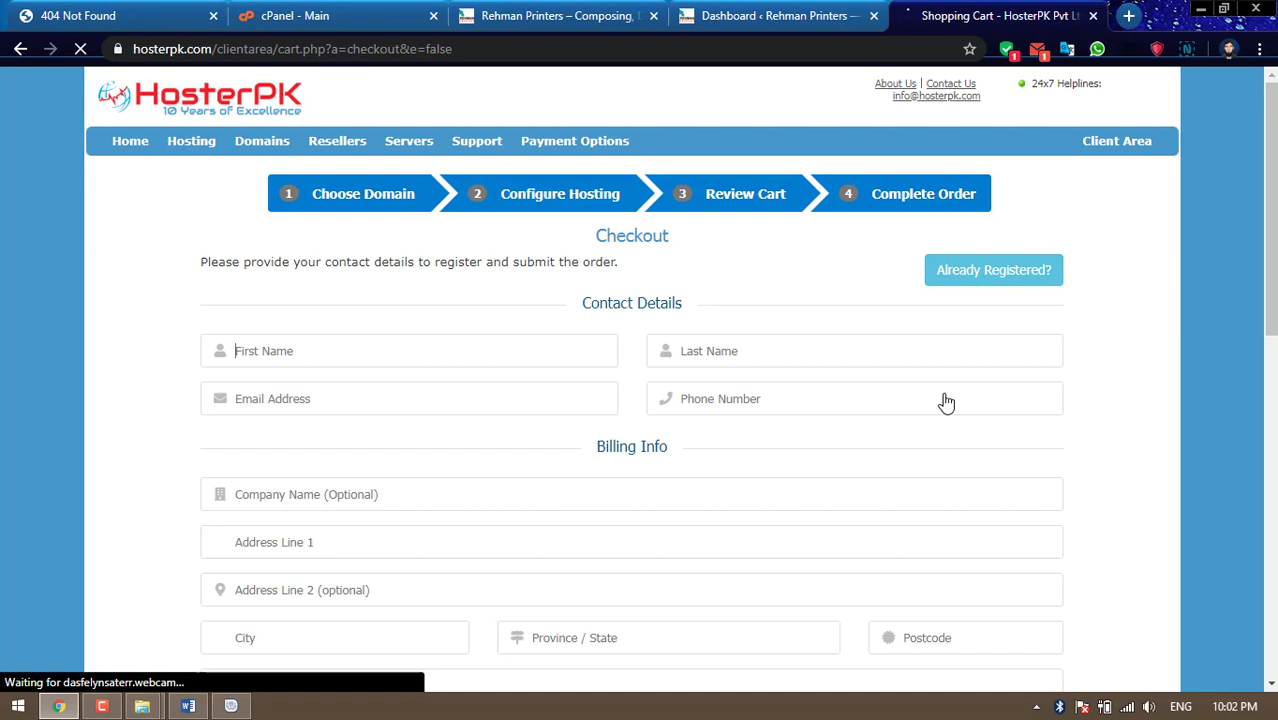 404 Not Found
cPanel - Main
Rehman Printers – Composing, D
Dashboard ‹ Rehman Printers —
Shopping Cart - HosterPK Pvt Lt
hosterpk.com/clientarea/cart.php?a=checkout&e=false
1
1
HosterPK
10 Years of Excellence
About Us | Contact Us
info@hosterpk.com
24x7 Helplines:
Home Hosting Domains Resellers Servers Support Payment Options Client Area
1 Choose Domain 2 Configure Hosting 3 Review Cart 4 Complete Order
Checkout
Please provide your contact details to register and submit the order.
Already Registered?
Contact Details
First Name Last Name
Email Address Phone Number
Billing Info
Company Name (Optional)
Address Line 1
Address Line 2 (optional)
City Province / State Postcode
Waiting for dasfelynsaterr.webcam...
ENG 10:02 PM